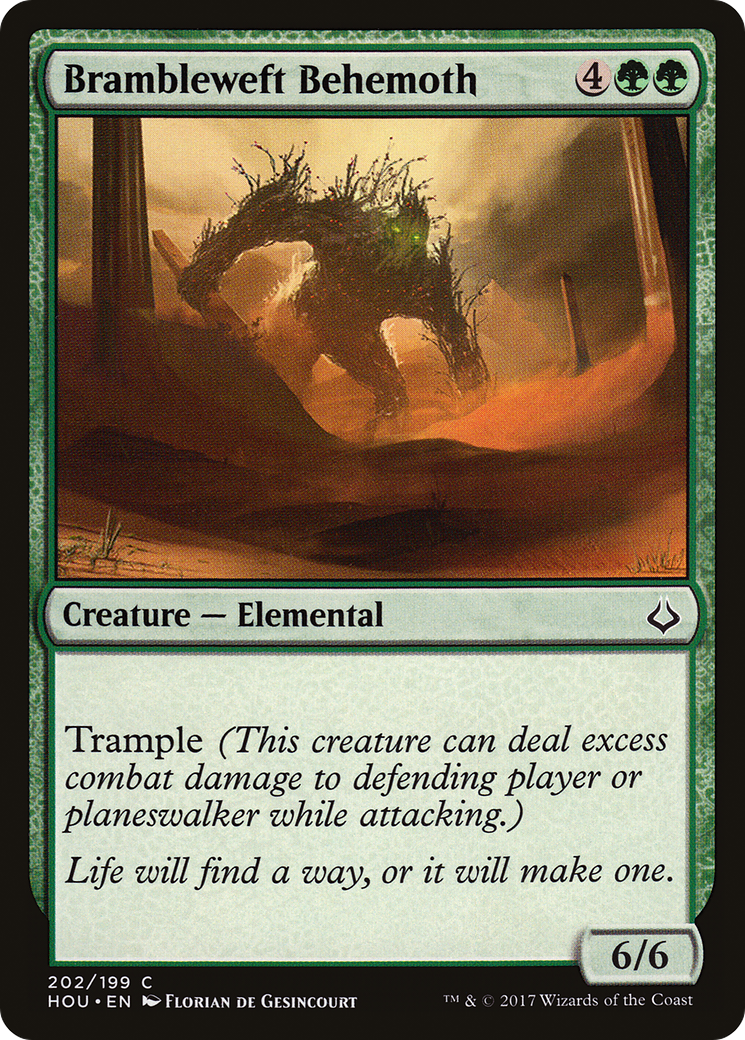 Brambleweft Behemoth 4
Creature — Elemental
Trample (This creature can deal excess
combat damage to defending player or
planeswalker while attacking.)
Life will find a way, or it will make one.
6/6
202/199 C
HOU • EN Florian de Gesincourt
™ & © 2017 Wizards of the Coast